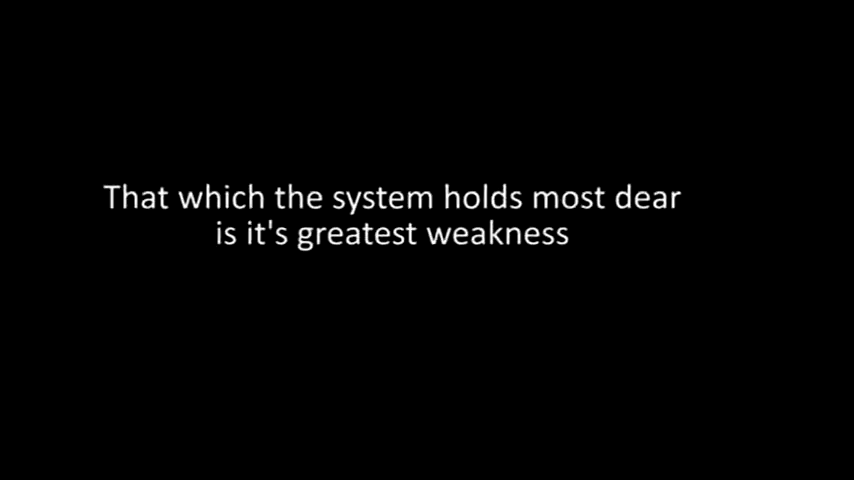 That which the system holds most dear
is it's greatest weakness